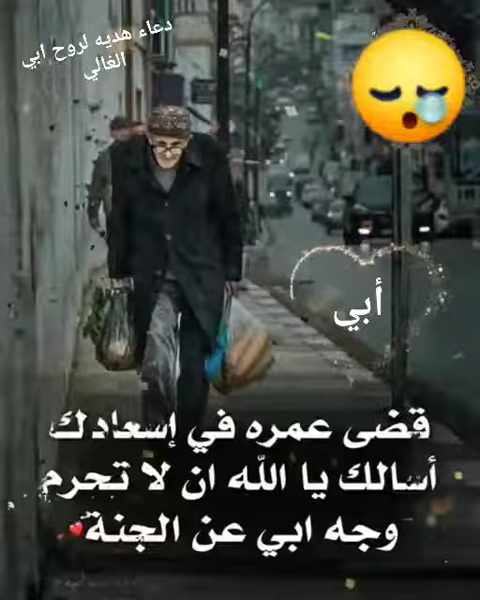 دعاء هديه لروح ابي
الغالي
أبي
قضى عمره في إسعادك
أسالك يا الله ان لا تحرم
وجه ابي عن الجنة